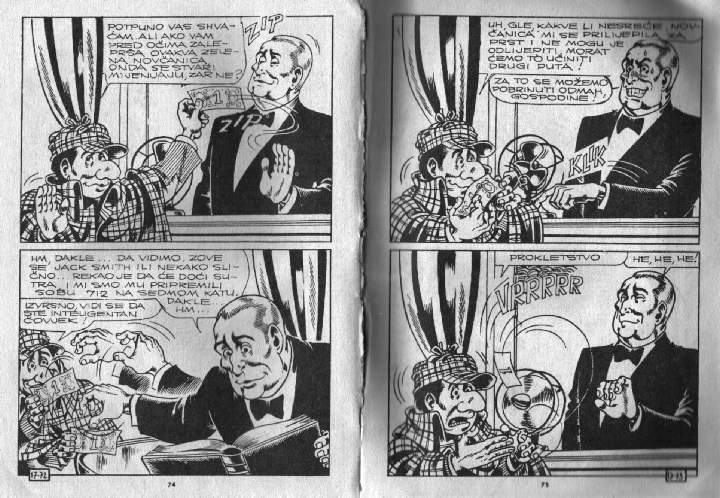 POTPUNO VAS SHVA-
ĆAM, ALI AKO VAM
PRED OČIMA ZALE-
PRŠA OVAKVA ZELE-
NA NOVČANICA,
ONDA SE STVARI
MIJENJAJU, ZAR NE?
ZIP
1
ZIP
HM, DAKLE... DA VIDIMO, ZOVE
SE JACK SMITH ILI NEKAKO SLI-
ČNO... REKAO JE DA ĆE DOĆI SU-
TRA, I MI SMO MU PRIPREMILI
SOBU 712 NA SEDMOM KATU...
DAKLE...
HM...
IZVRSNO, VIDI SE DA
STE INTELIGENTAN
ČOVJEK!
1
17-72
74
UH, GLE, KAKVE LI NESREĆE, NOV-
ČANICA MI SE PRILIJEPILA ZA
PRST I NE MOGU JE
ODLIJEPITI, MORAT
ĆEMO TO UČINITI
DRUGI PUTA!
ZA TO SE MOŽEMO
POBRINUTI ODMAH,
GOSPODINE!
KLIK
PROKLETSTVO
HE, HE, HE!
VRRRRR
75